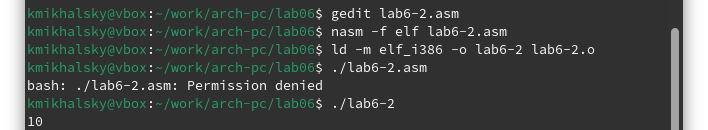 kmikhalsky@vbox:~/work/arch-pc/lab06$ gedit lab6-2.asm
kmikhalsky@vbox:~/work/arch-pc/lab06$ nasm -f elf lab6-2.asm
kmikhalsky@vbox:~/work/arch-pc/lab06$ ld -m elf_i386 -o lab6-2 lab6-2.o
kmikhalsky@vbox:~/work/arch-pc/lab06$ ./lab6-2.asm
bash: ./lab6-2.asm: Permission denied
kmikhalsky@vbox:~/work/arch-pc/lab06$ ./lab6-2
10